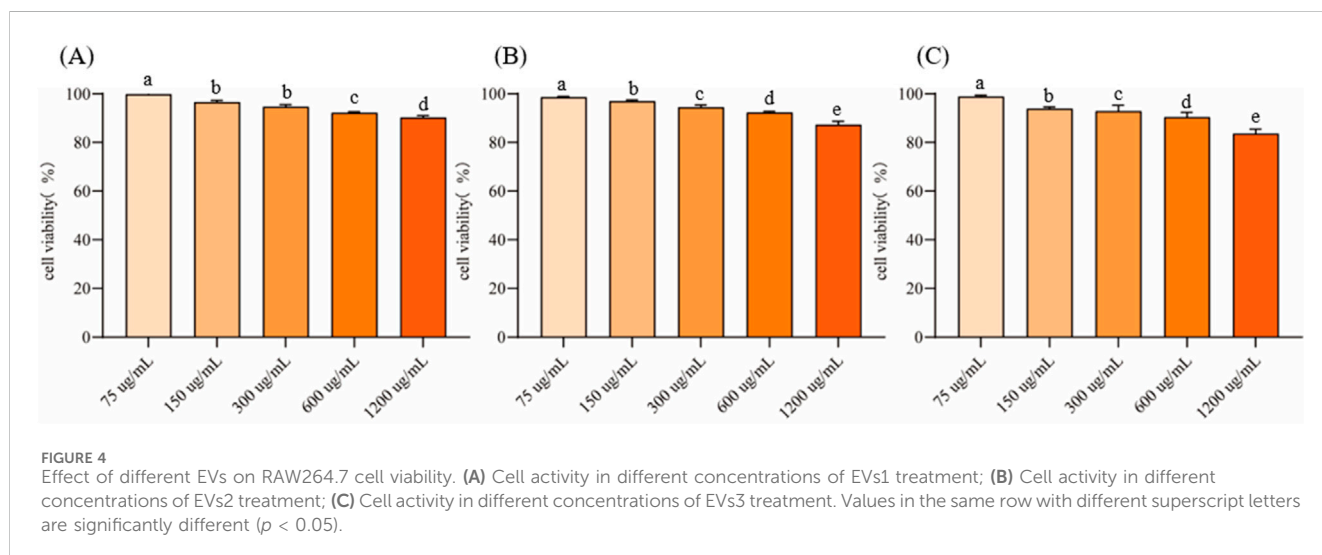 (A)
a
b
b
c
d
100
80
60
40
20
0
cell viability( %)
75 ug/mL
150 ug/mL
300 ug/mL
600 ug/mL
1200 ug/mL
(B)
a
b
c
d
e
100
80
60
40
20
0
cell viability( %)
75 ug/mL
150 ug/mL
300 ug/mL
600 ug/mL
1200 ug/mL
(C)
a
b
c
d
e
100
80
60
40
20
0
cell viability( %)
75 ug/mL
150 ug/mL
300 ug/mL
600 ug/mL
1200 ug/mL
FIGURE 4
Effect of different EVs on RAW264.7 cell viability. (A) Cell activity in different concentrations of EVs1 treatment; (B) Cell activity in different
concentrations of EVs2 treatment; (C) Cell activity in different concentrations of EVs3 treatment. Values in the same row with different superscript letters
are significantly different (p < 0.05).